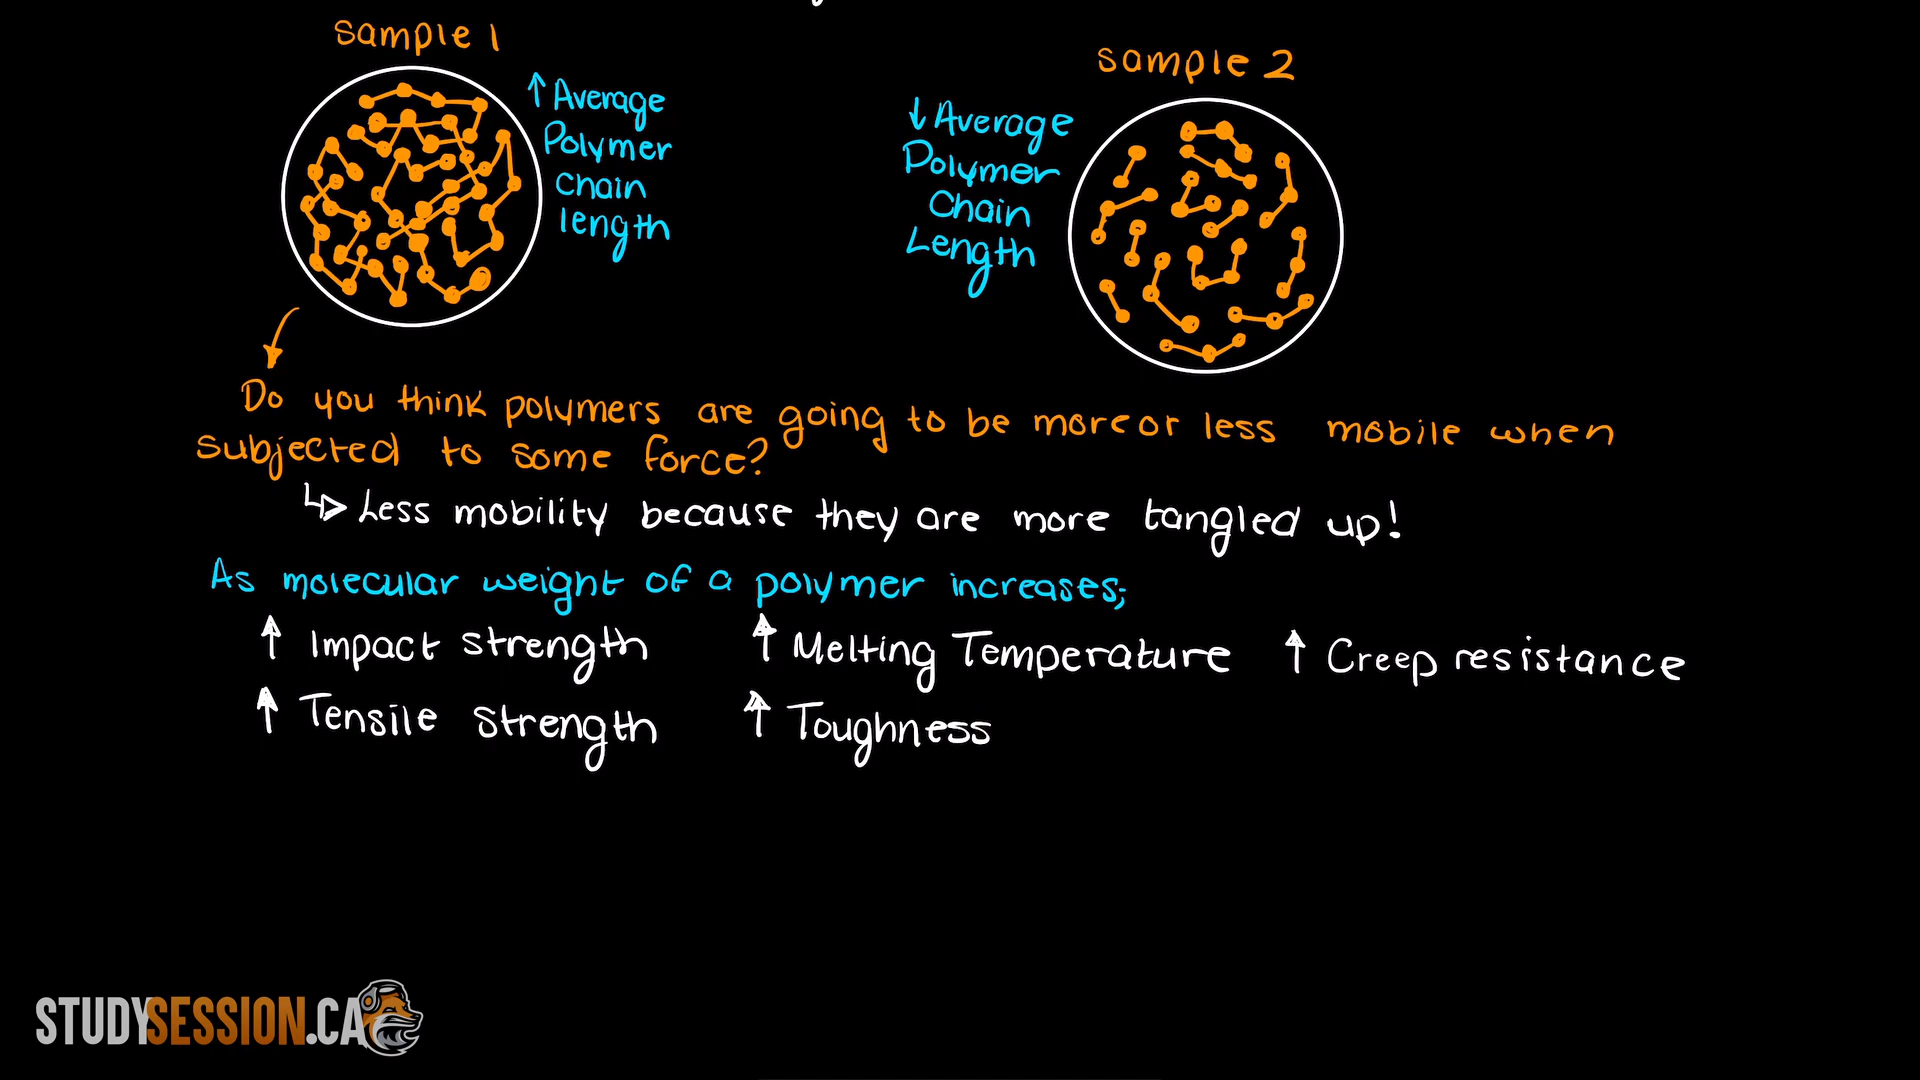 sample 1
sample 2
↑ Average
Polymer
chain
length
↓ Average
Polymer
Chain
Length
Do you think polymers are going to be more or less mobile when
subjected to some force?
↳ Less mobility because they are more tangled up!
As molecular weight of a polymer increases;
↑ Impact strength
↑ Melting Temperature
↑ Creep resistance
↑ Tensile strength
↑ Toughness
STUDYSESSION.CA